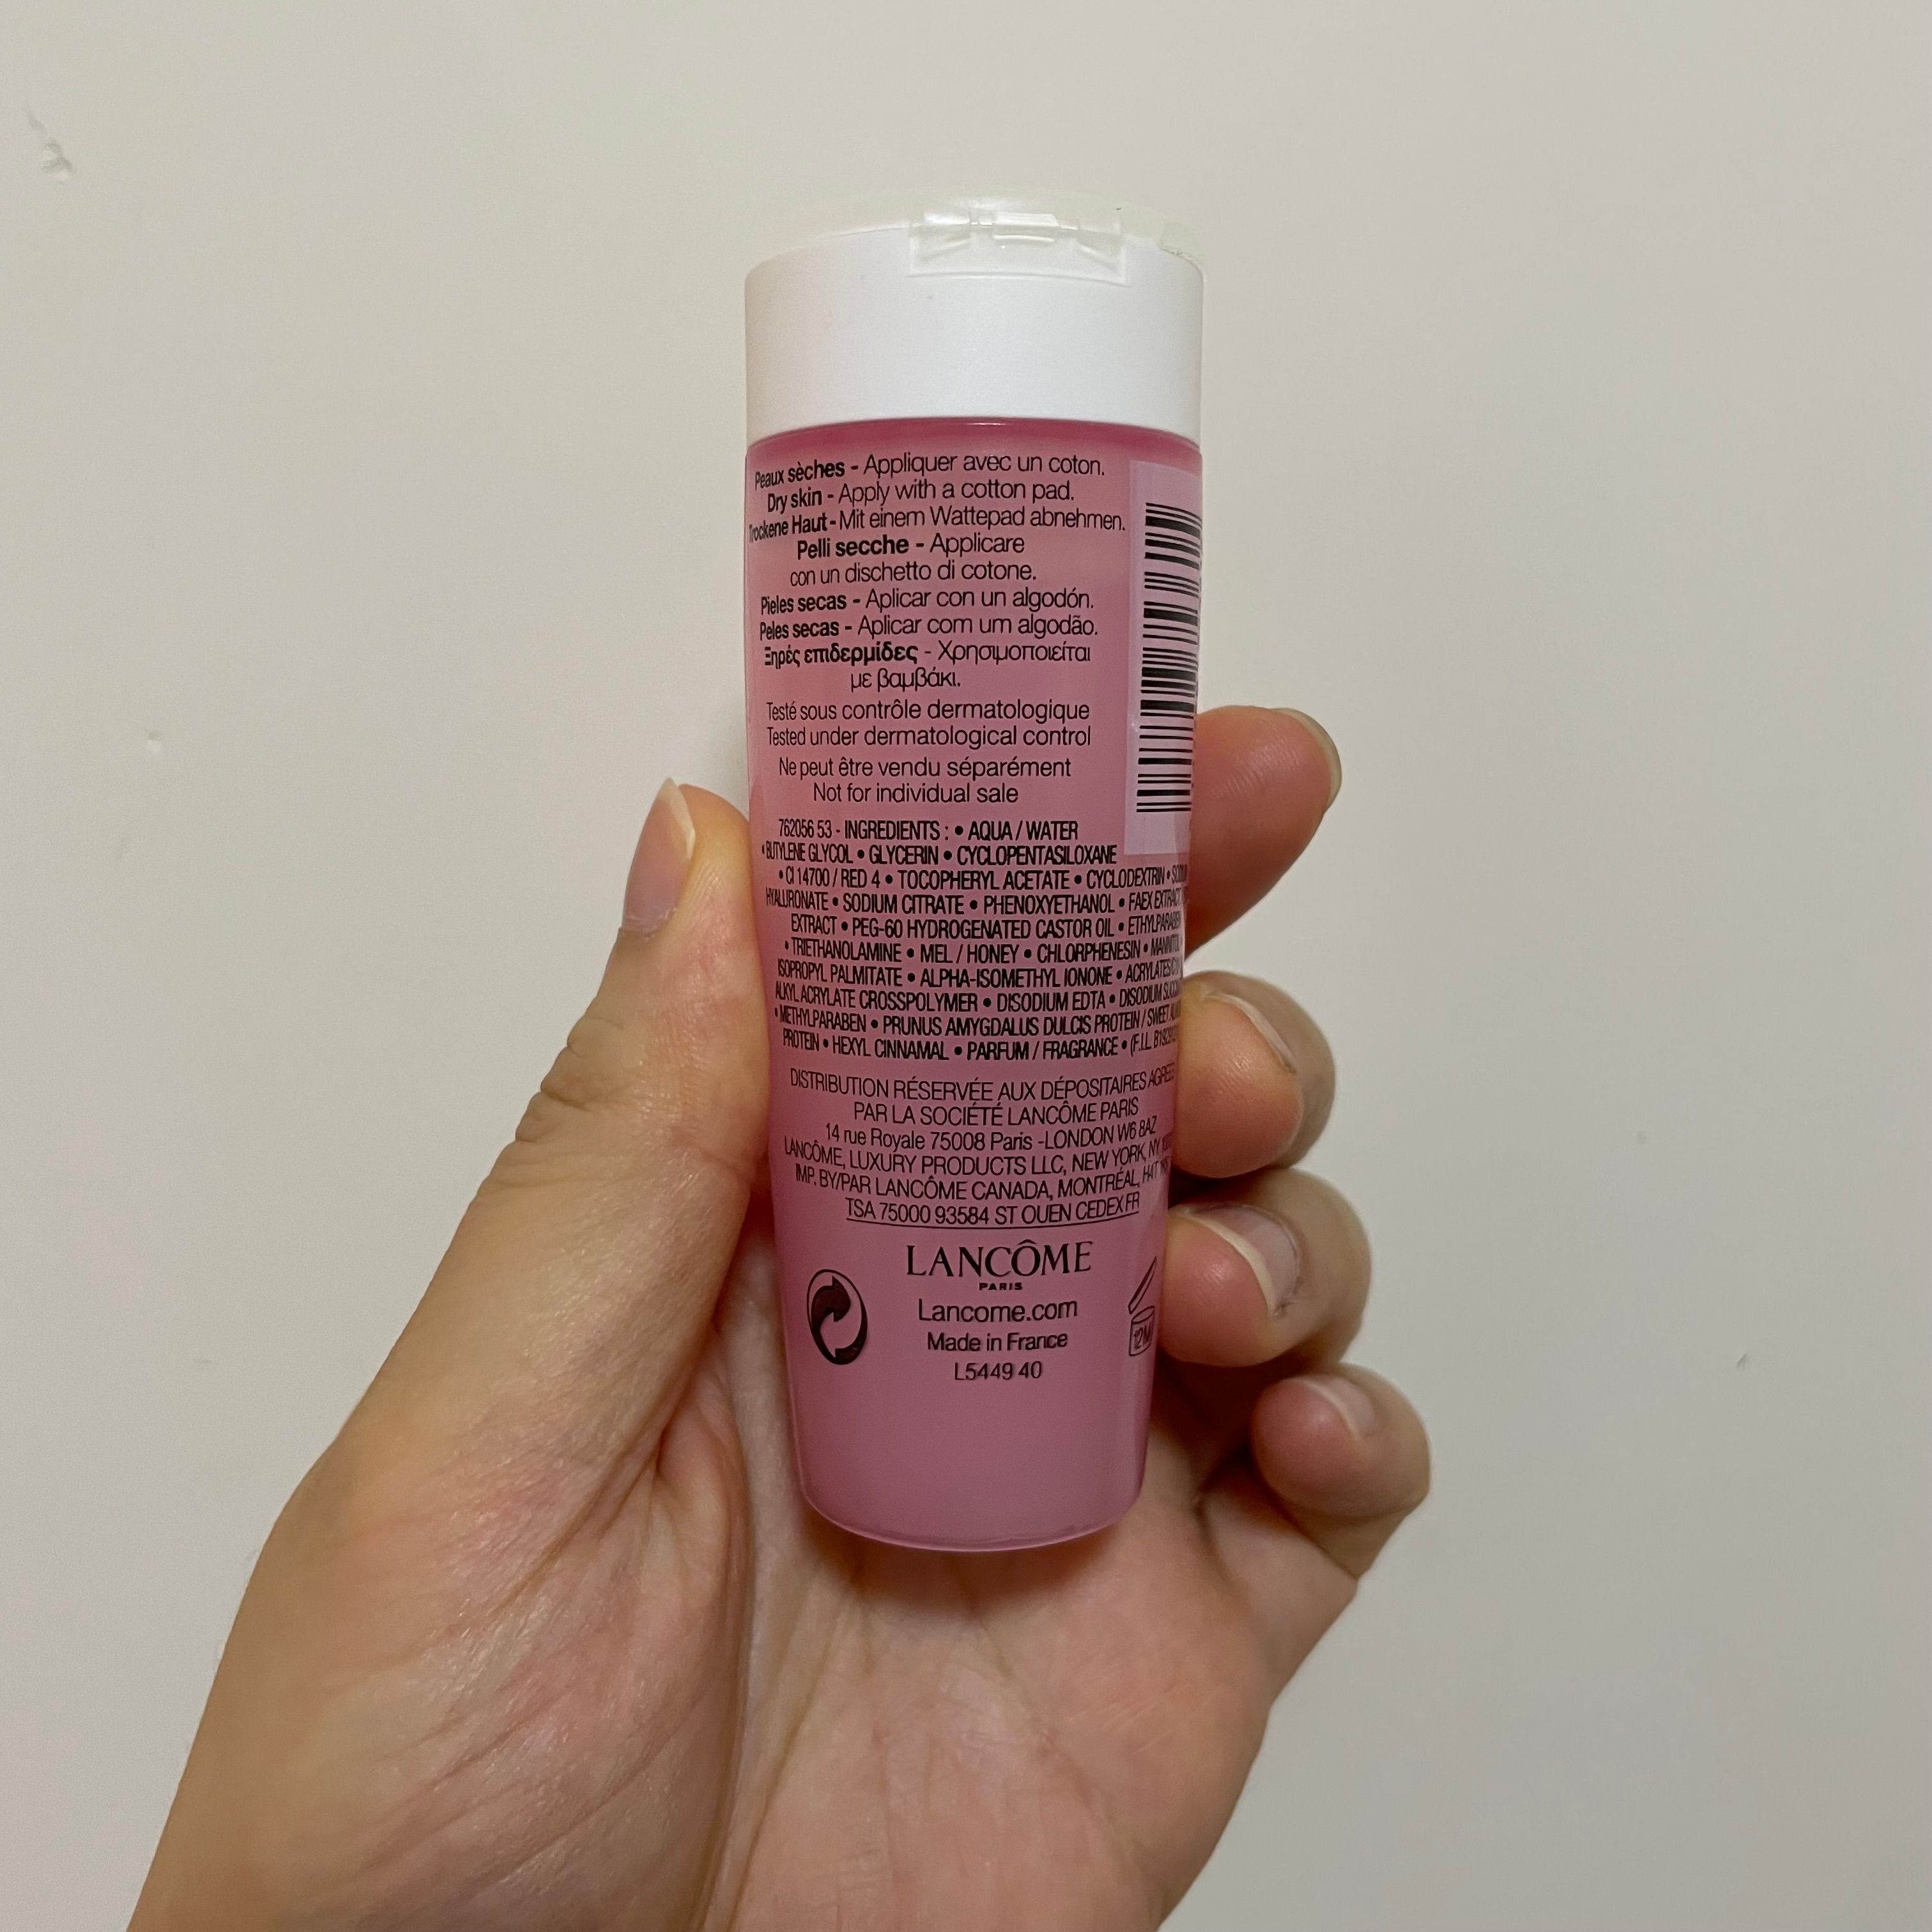 Peaux sèches - Appliquer avec un coton.
Dry skin - Apply with a cotton pad.
Trockene Haut - Mit einem Wattepad abnehmen.
Pelli secche - Applicare
con un dischetto di cotone.
Pieles secas - Aplicar con un algodón.
Peles secas - Aplicar com um algodão.
Ξηρές επιδερμίδες - Χρησιμοποιείται
με βαμβάκι.
Testé sous contrôle dermatologique
Tested under dermatological control
Ne peut être vendu séparément
Not for individual sale
762056 53 - INGREDIENTS : • AQUA / WATER
• BUTYLENE GLYCOL • GLYCERIN • CYCLOPENTASILOXANE
• CI 14700 / RED 4 • TOCOPHERYL ACETATE • CYCLODEXTRIN •
HYALURONATE • SODIUM CITRATE • PHENOXYETHANOL • FAEX EXTRACT
EXTRACT • PEG-60 HYDROGENATED CASTOR OIL • ETHYLPARABEN
• TRIETHANOLAMINE • MEL / HONEY • CHLORPHENESIN • MANNITOL •
ISOPROPYL PALMITATE • ALPHA-ISOMETHYL IONONE •
ALKYL ACRYLATE CROSSPOLYMER • DISODIUM EDTA • DISODIUM
• METHYLPARABEN • PRUNUS AMYGDALUS DULCIS PROTEIN / SWEET
PROTEIN • HEXYL CINNAMAL • PARFUM / FRAGRANCE • (F.I.L.
DISTRIBUTION RÉSERVÉE AUX DÉPOSITAIRES
PAR LA SOCIÉTÉ LANCÔME PARIS
14 rue Royale 75008 Paris -LONDON W6 8AZ
LANCÔME, LUXURY PRODUCTS LLC, NEW YORK, NY
IMP. BY/PAR LANCÔME CANADA, MONTRÉAL,
TSA 75000 93584 ST OUEN CEDEX FR
LANCÔME
PARIS
Lancome.com
Made in France
L5449 40
12M